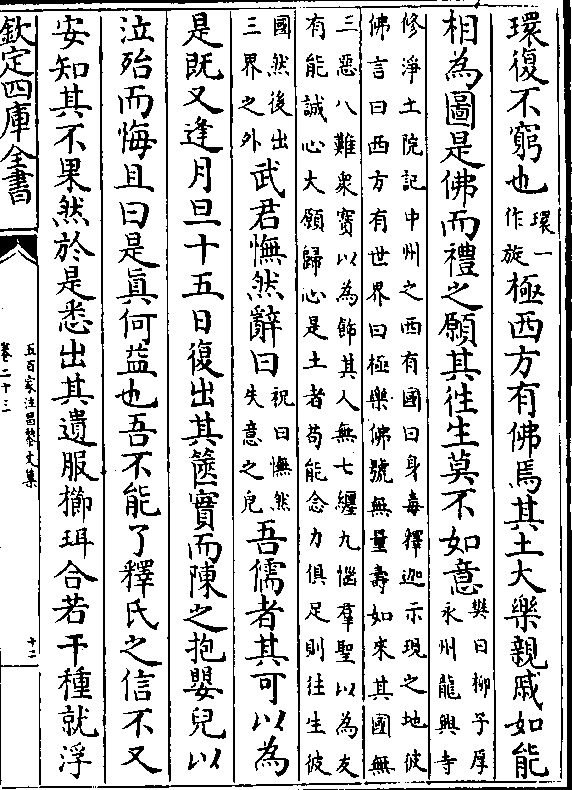 環復不窮也環一作旋極西方有佛焉其土大樂親戚如能
相為圖是佛而禮之願其徃生莫不如意樊曰柳子厚永州龍興寺
修淨土院記中州之西有國曰身毒釋迦示現之地彼
佛言曰西方有世界曰極樂佛號無量壽如來其國無
三惡八難衆寳以為飾其人無七纒九惱羣聖以為友
有能誠心大願歸心是土者苟能念力俱足則往生彼
國然後出三界之外武君憮然辭曰祝曰憮然失意之皃吾儒者其可以為
是既又逢月旦十五日復出其篋實而陳之抱嬰兒以
泣殆而悔且曰是眞何益也吾不能了釋氏之信不又
安知其不果然於是悉出其遺服櫛珥合若干種就浮
欽定四庫全書
五百家注昌黎文集
卷二十三
十二